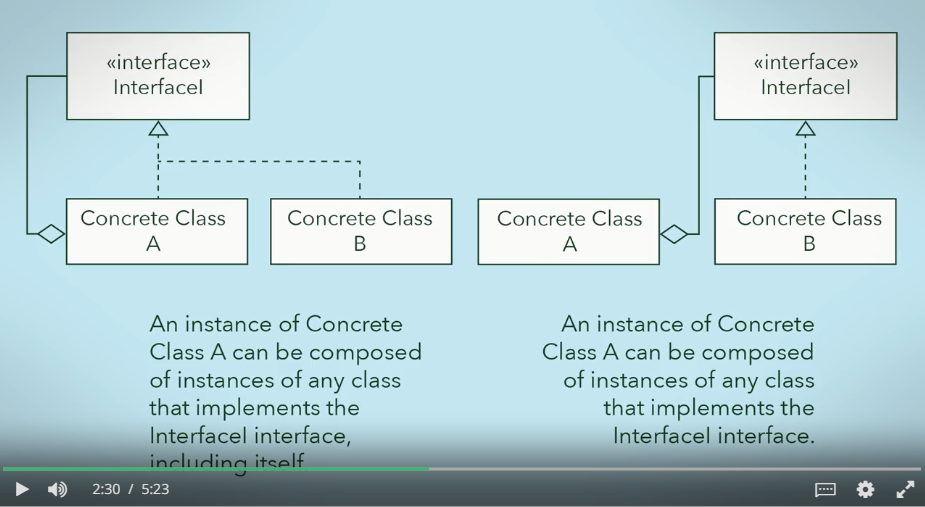 «interface»
InterfaceI
«interface»
InterfaceI
Concrete Class
A
Concrete Class
B
Concrete Class
A
Concrete Class
B
An instance of Concrete
Class A can be composed
of instances of any class
that implements the
InterfaceI interface,
including itself
An instance of Concrete
Class A can be composed
of instances of any class
that implements the
InterfaceI interface.
2:30 / 5:23